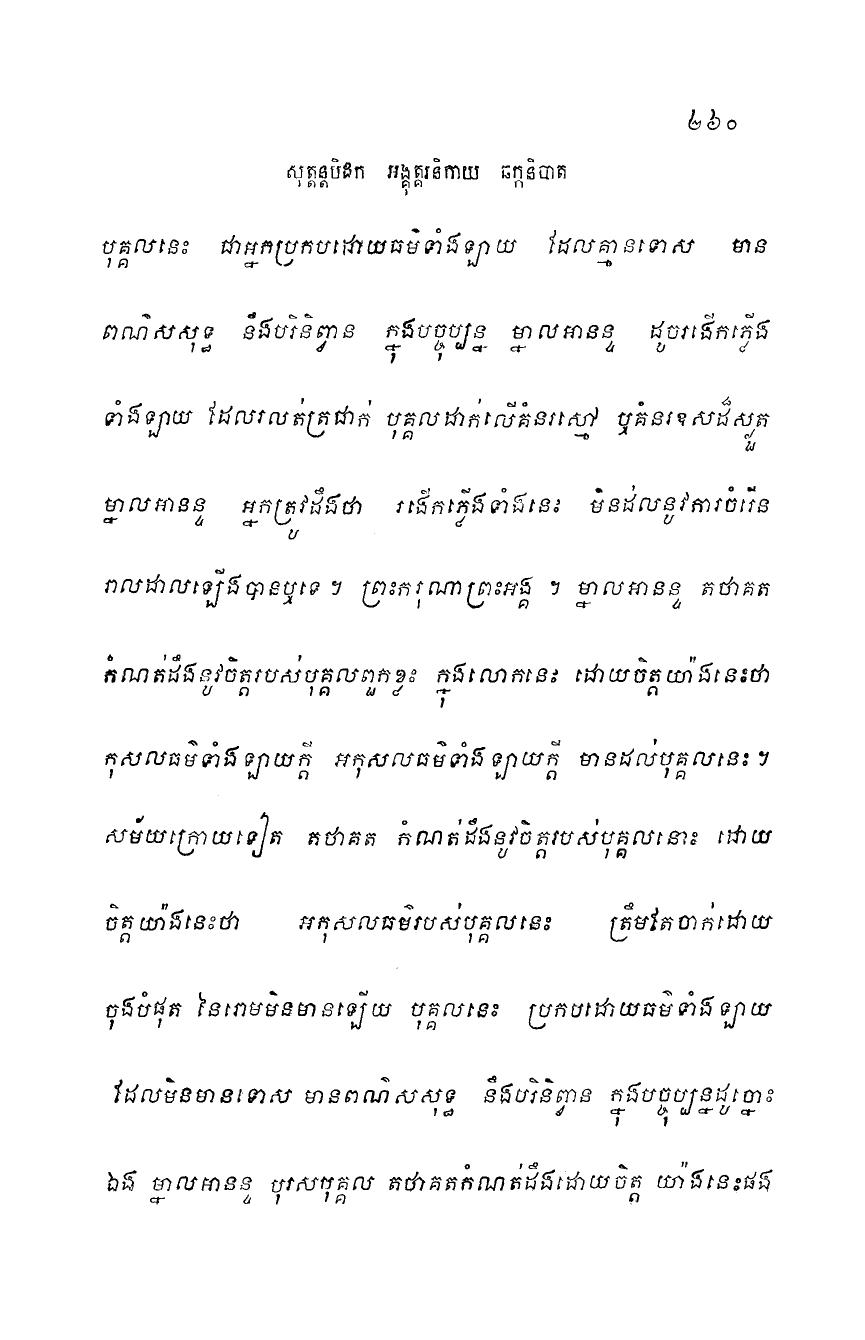 ២៦០
សុត្តន្តបិដក អង្គុត្តរនិកាយ ឆក្កនិបាត
បុគ្គលនេះ ជាអ្នកប្រកបដោយធម៌ទាំងឡាយ ដែលគ្មានទោស មាន
ពណ៌សសុទ្ធ នឹងបរិនិព្វាន ក្នុងបច្ចុប្បន្ន ម្នាលអានន្ទ ដូចរងើកភ្លើង
ទាំងឡាយ ដែលរលត់ត្រជាក់ បុគ្គលដាក់លើគំនរស្មៅ ឬគំនរឧសដ៏ស្ងួត
ម្នាលអានន្ទ អ្នកត្រូវដឹងថា រងើកភ្លើងទាំងនេះ មិនដល់នូវការចំរើន
រាលដាលឡើងបានឬទេ ។ ព្រះករុណាព្រះអង្គ ។ ម្នាលអានន្ទ តថាគត
កំណត់ដឹងនូវចិត្តរបស់បុគ្គលពួកខ្លះ ក្នុងលោកនេះ ដោយចិត្តយ៉ាងនេះថា
កុសលធម៌ទាំងឡាយក្តី អកុសលធម៌ទាំងឡាយក្តី មានដល់បុគ្គលនេះ ។
សម័យក្រោយទៀត តថាគត កំណត់ដឹងនូវចិត្តរបស់បុគ្គលនោះ ដោយ
ចិត្តយ៉ាងនេះថា អកុសលធម៌របស់បុគ្គលនេះ ត្រឹមតែចាក់ដោយ
ចុងបំផុត នៃរោមមិនមានឡើយ បុគ្គលនេះ ប្រកបដោយធម៌ទាំងឡាយ
ដែលមិនមានទោស មានពណ៌សសុទ្ធ នឹងបរិនិព្វាន ក្នុងបច្ចុប្បន្នដូច្នោះ
ឯង ម្នាលអានន្ទ បុរសបុគ្គល តថាគតកំណត់ដឹងដោយចិត្ត យ៉ាងនេះផង